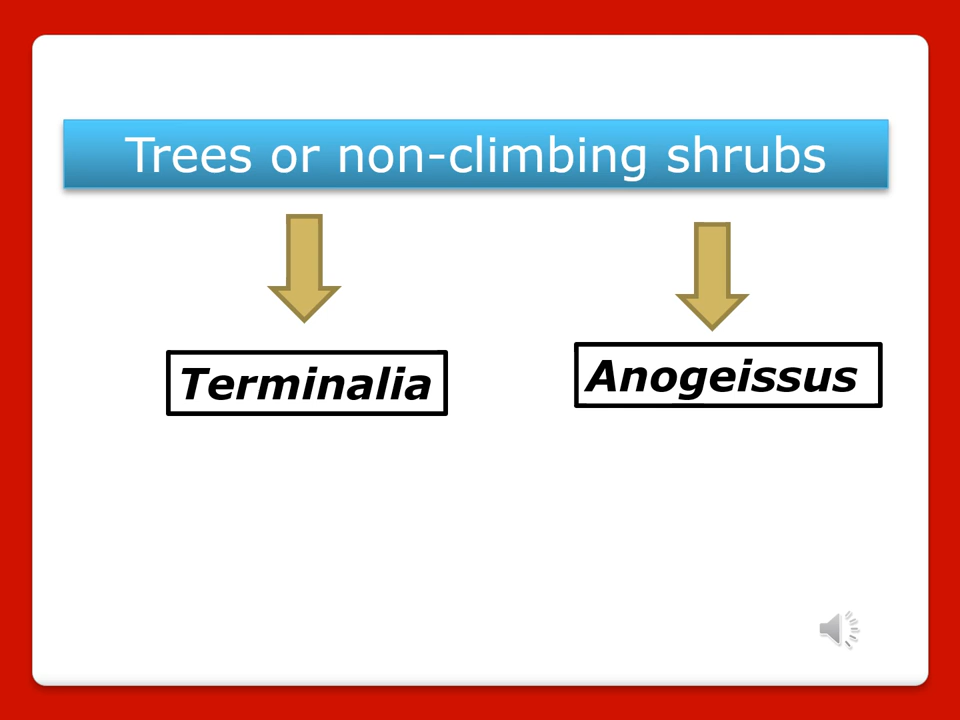 Trees or non-climbing shrubs
Terminalia
Anogeissus